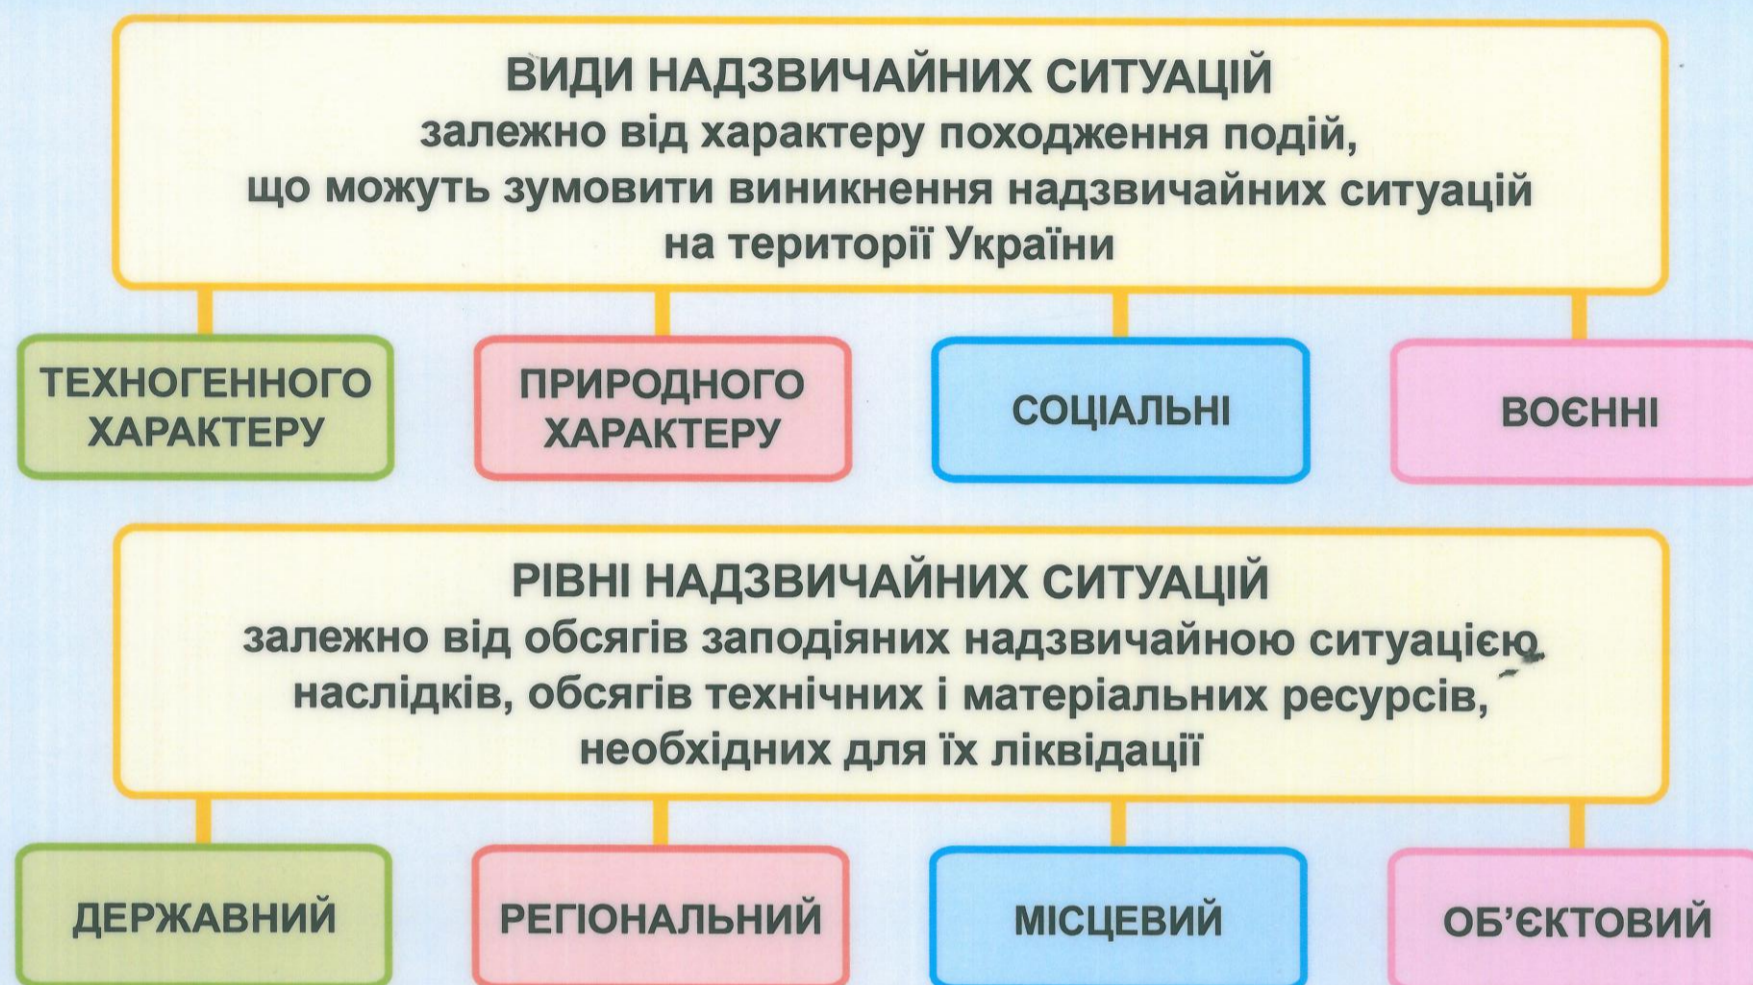 ВИДИ НАДЗВИЧАЙНИХ СИТУАЦІЙ
залежно від характеру походження подій,
що можуть зумовити виникнення надзвичайних ситуацій
на території України
ТЕХНОГЕННОГО
ХАРАКТЕРУ
ПРИРОДНОГО
ХАРАКТЕРУ
СОЦІАЛЬНІ
ВОЄННІ
РІВНІ НАДЗВИЧАЙНИХ СИТУАЦІЙ
залежно від обсягів заподіяних надзвичайною ситуацією
наслідків, обсягів технічних і матеріальних ресурсів,
необхідних для їх ліквідації
ДЕРЖАВНИЙ
РЕГІОНАЛЬНИЙ
МІСЦЕВИЙ
ОБ’ЄКТОВИЙ